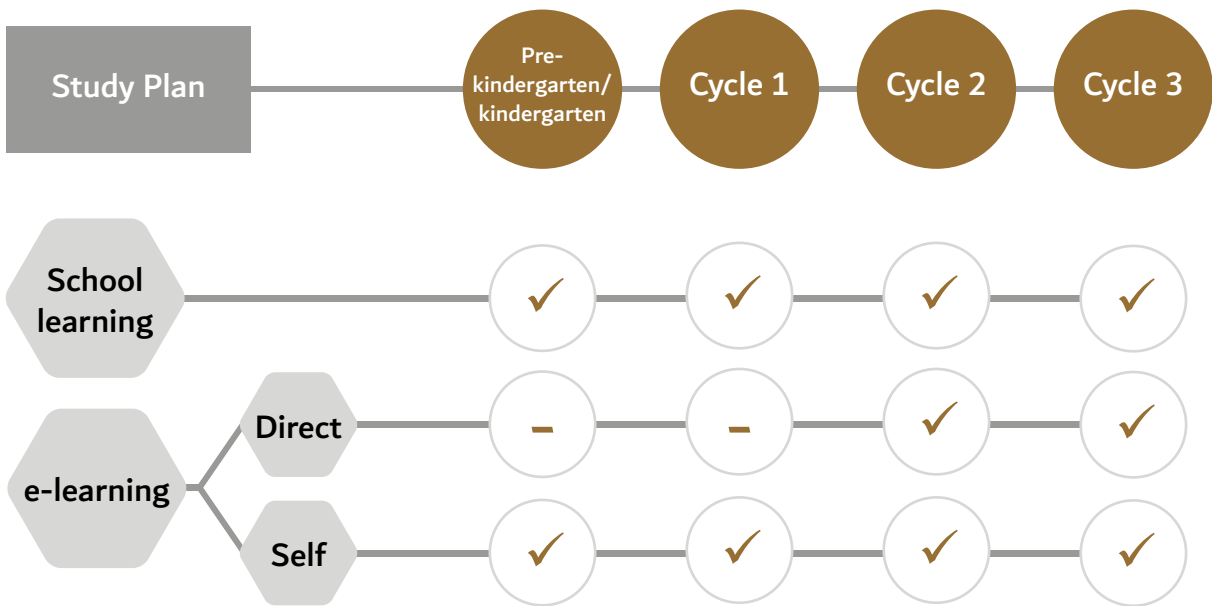 Study Plan
Pre-
kindergarten/
kindergarten
Cycle 1
Cycle 2
Cycle 3
School
learning
✓ ✓ ✓ ✓
e-learning
Direct
- - ✓ ✓
Self
✓ ✓ ✓ ✓